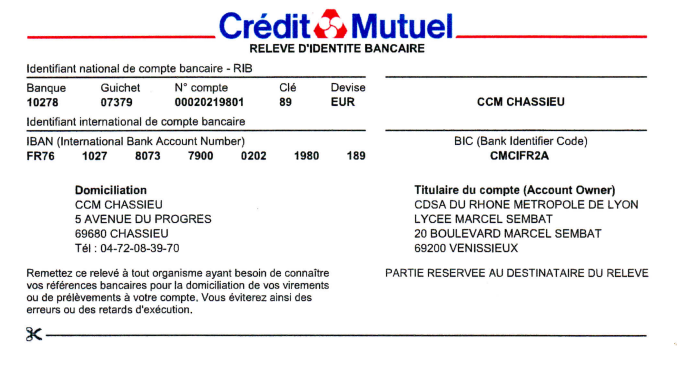 Crédit Mutuel
RELEVE D'IDENTITE BANCAIRE
Identifiant national de compte bancaire - RIB
Banque Guichet N° compte Clé Devise
10278 07379 00020219801 89 EUR
CCM CHASSIEU
Identifiant international de compte bancaire
IBAN (International Bank Account Number)
FR76 1027 8073 7900 0202 1980 189
BIC (Bank Identifier Code)
CMCIFR2A
Domiciliation
CCM CHASSIEU
5 AVENUE DU PROGRES
69680 CHASSIEU
Tél : 04-72-08-39-70
Titulaire du compte (Account Owner)
CDSA DU RHONE METROPOLE DE LYON
LYCEE MARCEL SEMBAT
20 BOULEVARD MARCEL SEMBAT
69200 VENISSIEUX
Remettez ce relevé à tout organisme ayant besoin de connaître
vos références bancaires pour la domiciliation de vos virements
ou de prélèvements à votre compte. Vous éviterez ainsi des
erreurs ou des retards d'exécution.
PARTIE RESERVEE AU DESTINATAIRE DU RELEVE